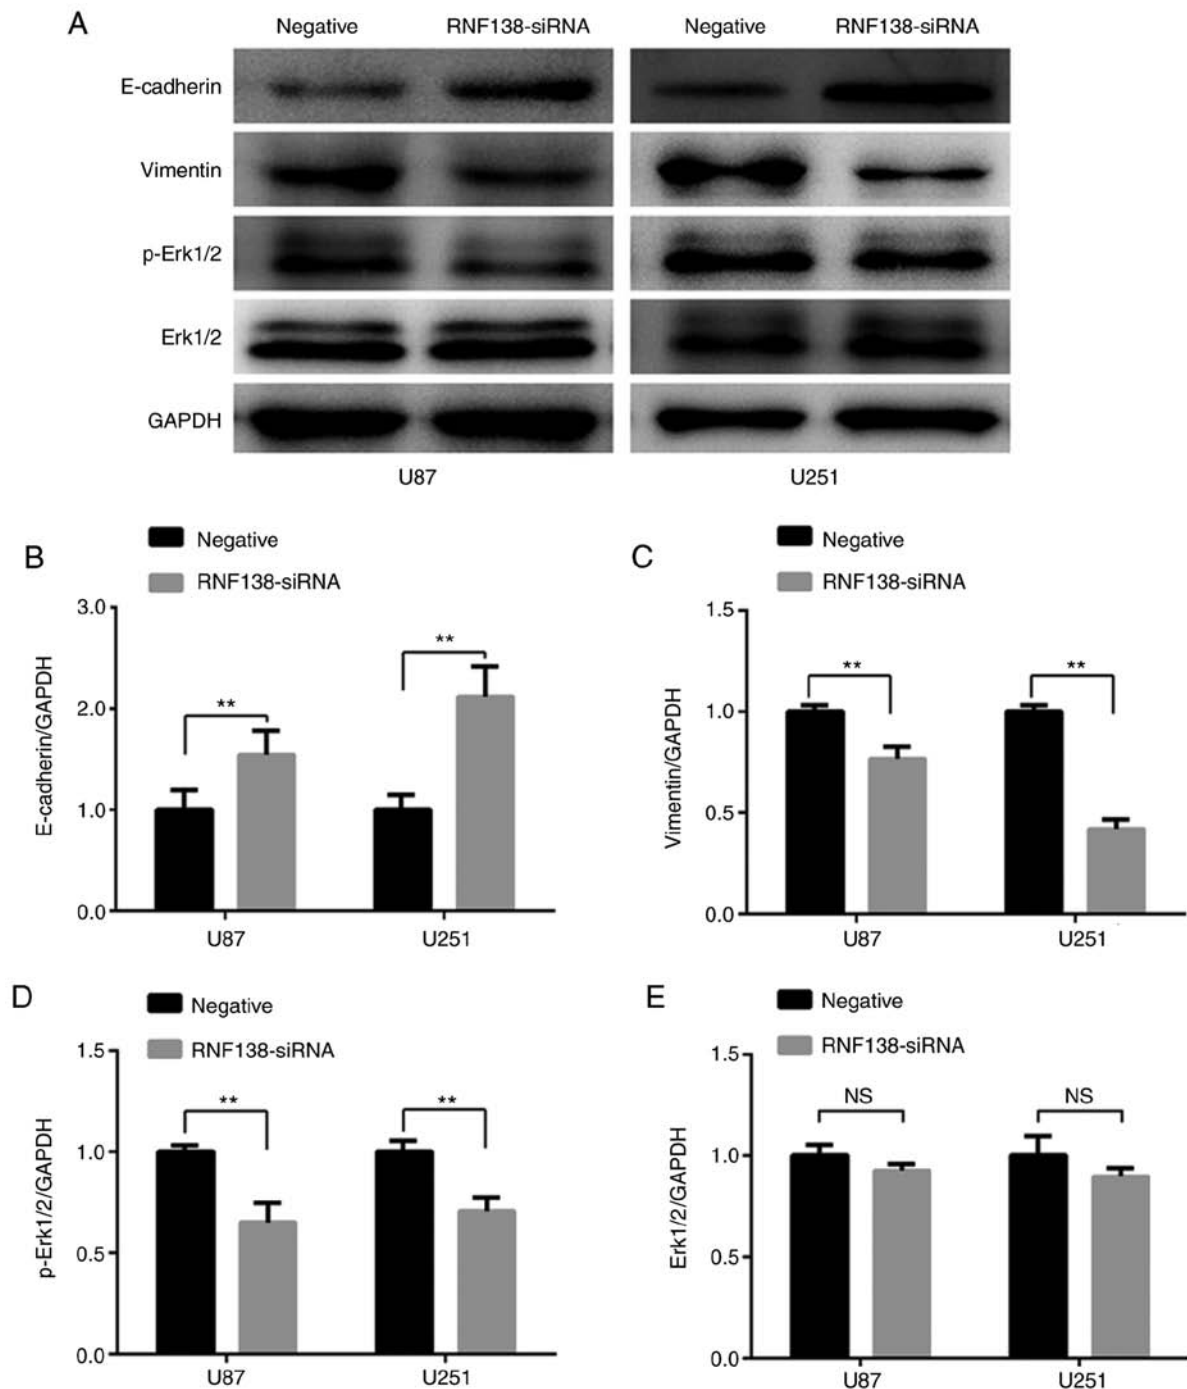 A
Negative RNF138-siRNA Negative RNF138-siRNA
E-cadherin
Vimentin
p-Erk1/2
Erk1/2
GAPDH
U87 U251
B
Negative
RNF138-siRNA
3.0
2.0
1.0
0.0
E-cadherin/GAPDH
**
**
U87 U251
C
Negative
RNF138-siRNA
1.5
1.0
0.5
0.0
Vimentin/GAPDH
**
**
U87 U251
D
Negative
RNF138-siRNA
1.5
1.0
0.5
0.0
p-Erk1/2/GAPDH
**
**
U87 U251
E
Negative
RNF138-siRNA
1.5
1.0
0.5
0.0
Erk1/2/GAPDH
NS
NS
U87 U251